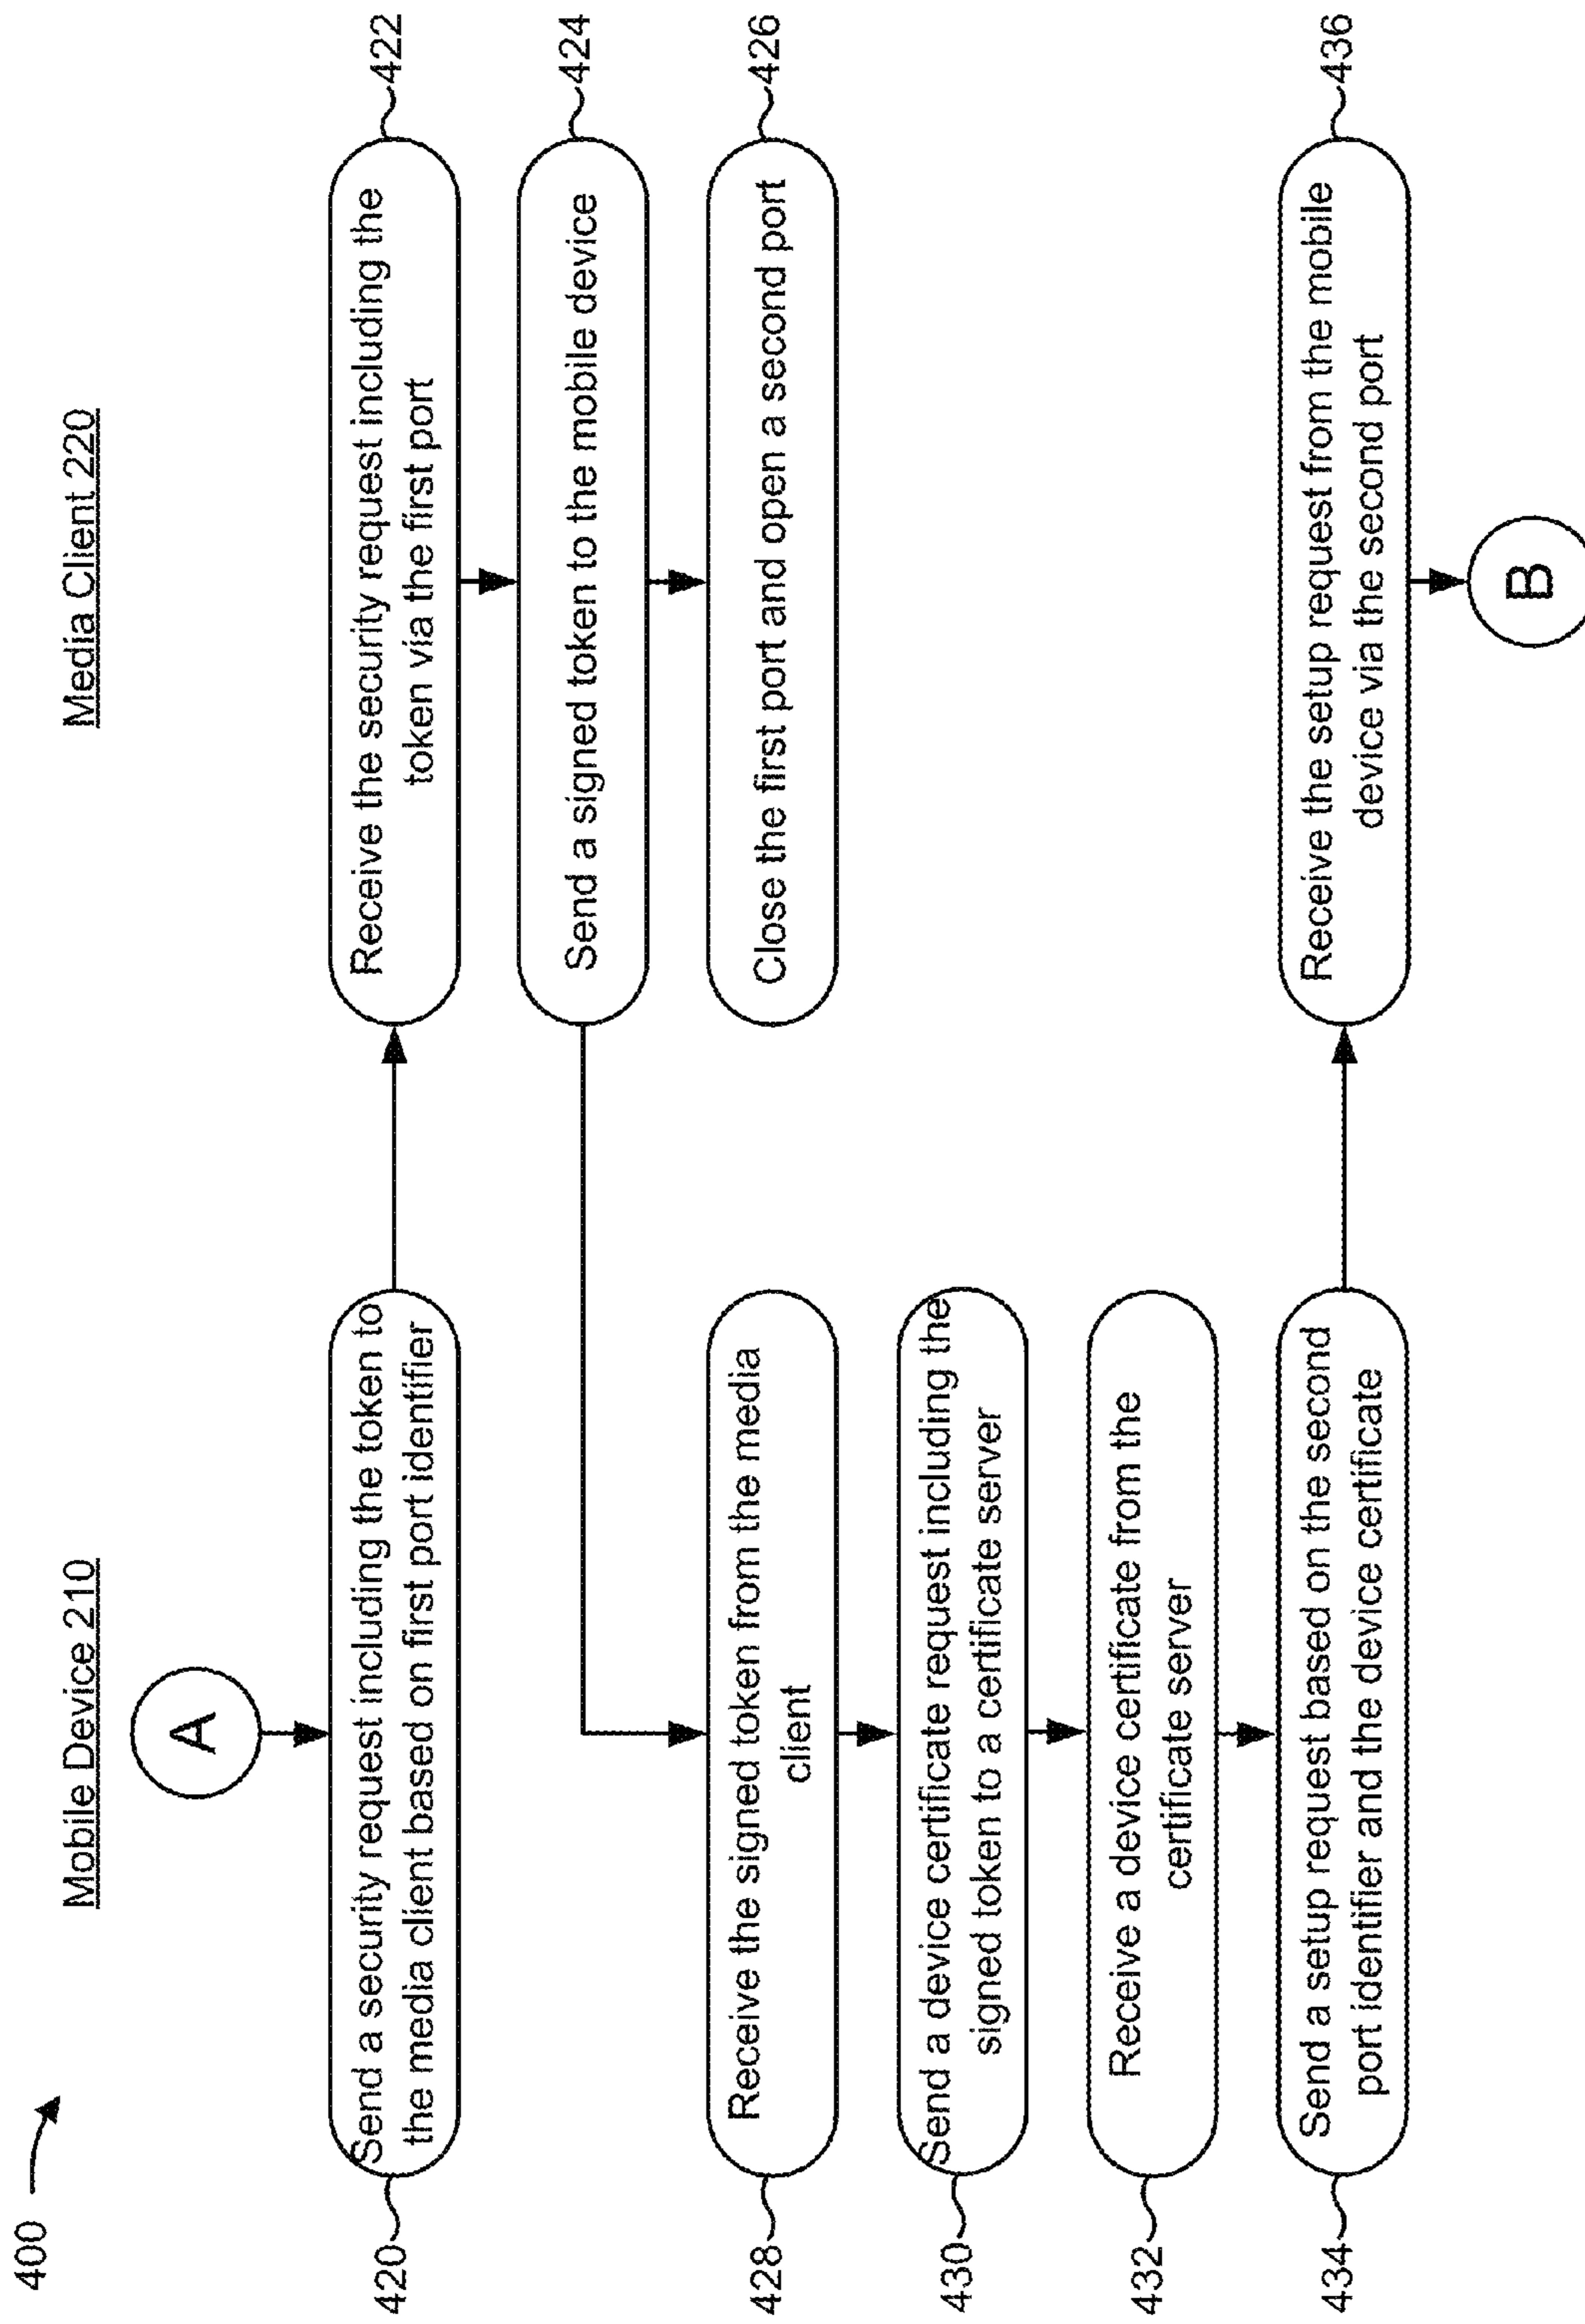 400
Mobile Device 210
Media Client 220
A
420
Send a security request including the token to
the media client based on first port identifier
Receive the security request including the
token via the first port
422
Send a signed token to the mobile device
424
428
Receive the signed token from the media
client
Close the first port and open a second port
426
430
Send a device certificate request including the
signed token to a certificate server
432
Receive a device certificate from the
certificate server
434
Send a setup request based on the second
port identifier and the device certificate
Receive the setup request from the mobile
device via the second port
436
B